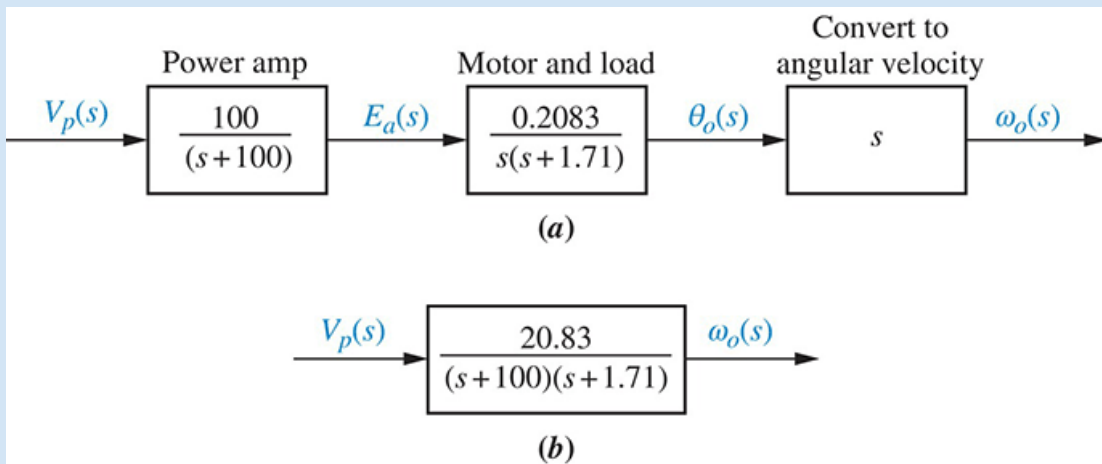 Convert to
Power amp Motor and load angular velocity
V_p(s) 100/(s+100) E_a(s) 0.2083/s(s+1.71) θ_o(s) s ω_o(s)
(a)
V_p(s) 20.83/(s+100)(s+1.71) ω_o(s)
(b)